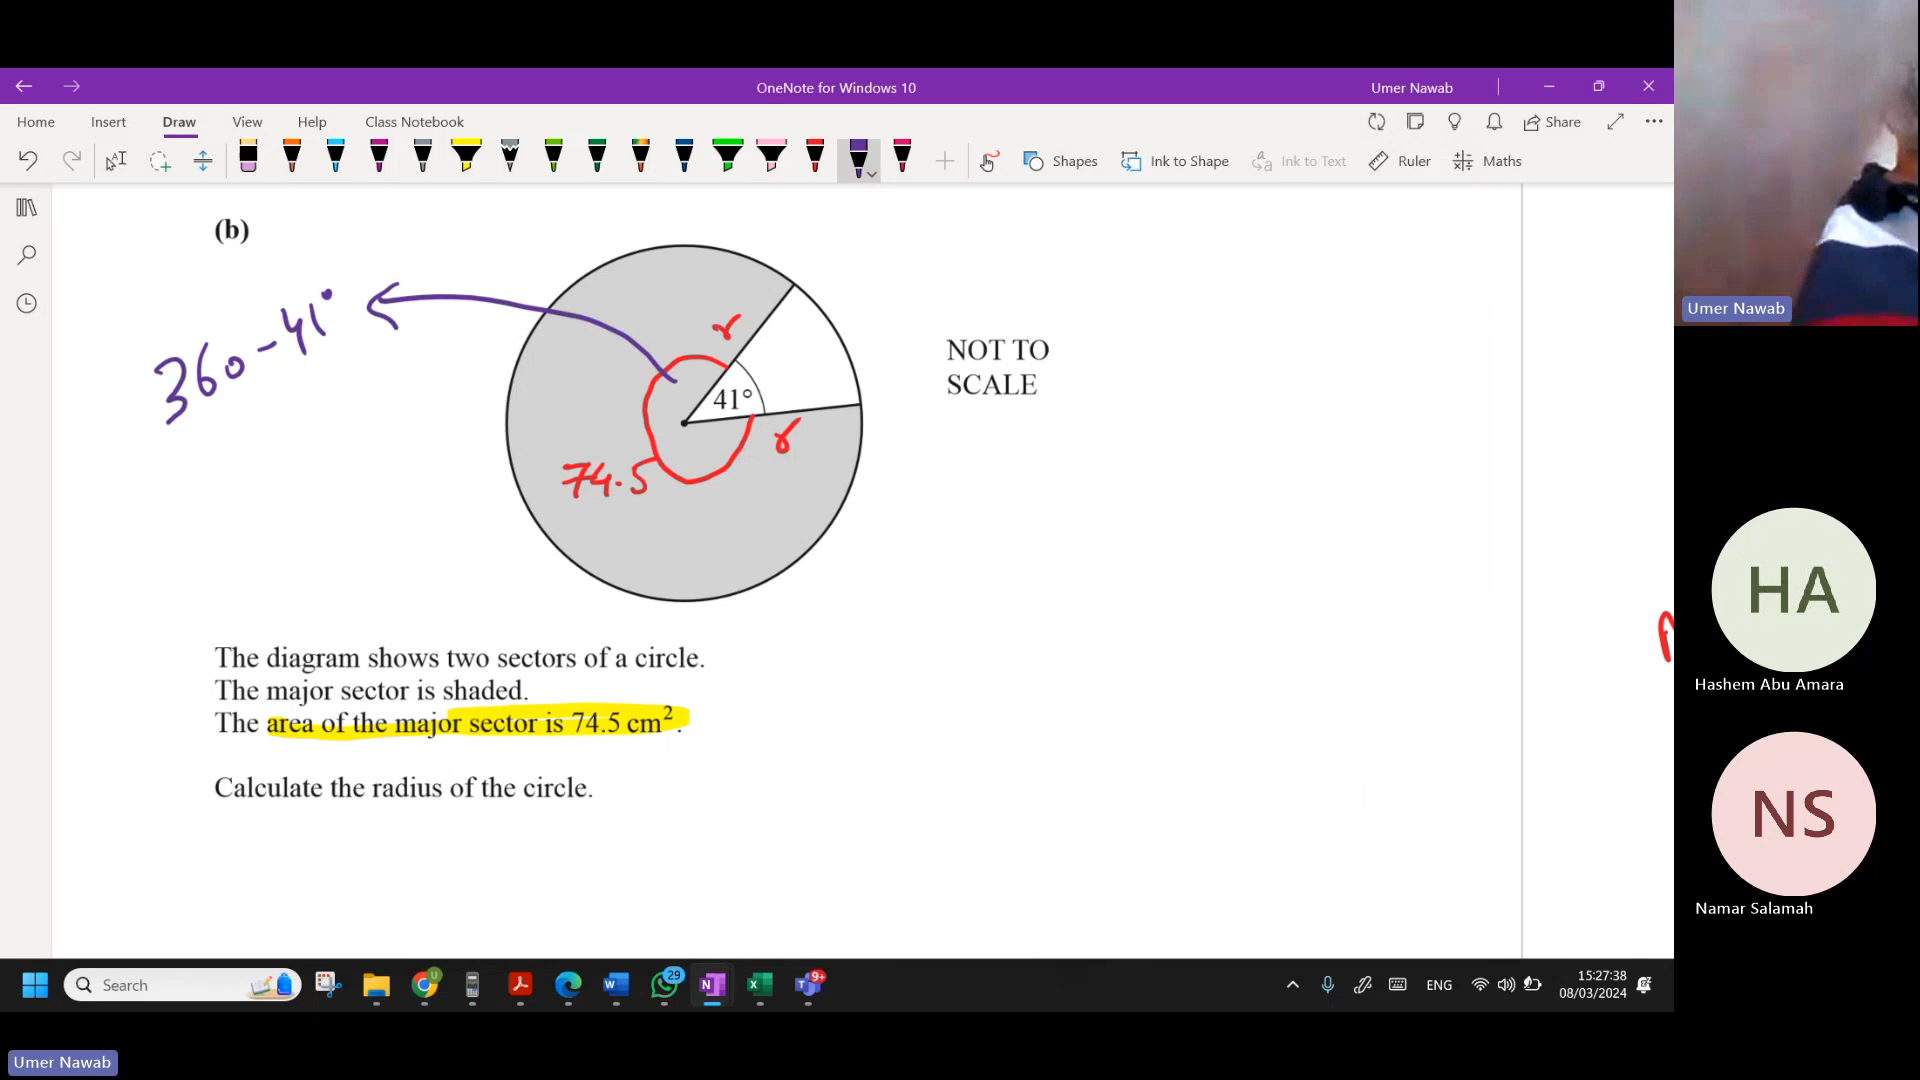 OneNote for Windows 10
Umer Nawab
Home Insert Draw View Help Class Notebook
Share
Shapes Ink to Shape Ink to Text Ruler Maths
(b)
360-41°
r
41°
r
74.5
NOT TO
SCALE
The diagram shows two sectors of a circle.
The major sector is shaded.
The area of the major sector is 74.5 cm².
Calculate the radius of the circle.
Umer Nawab
HA
Hashem Abu Amara
NS
Namar Salamah
Search
29
9+
ENG
15:27:38
08/03/2024
Umer Nawab